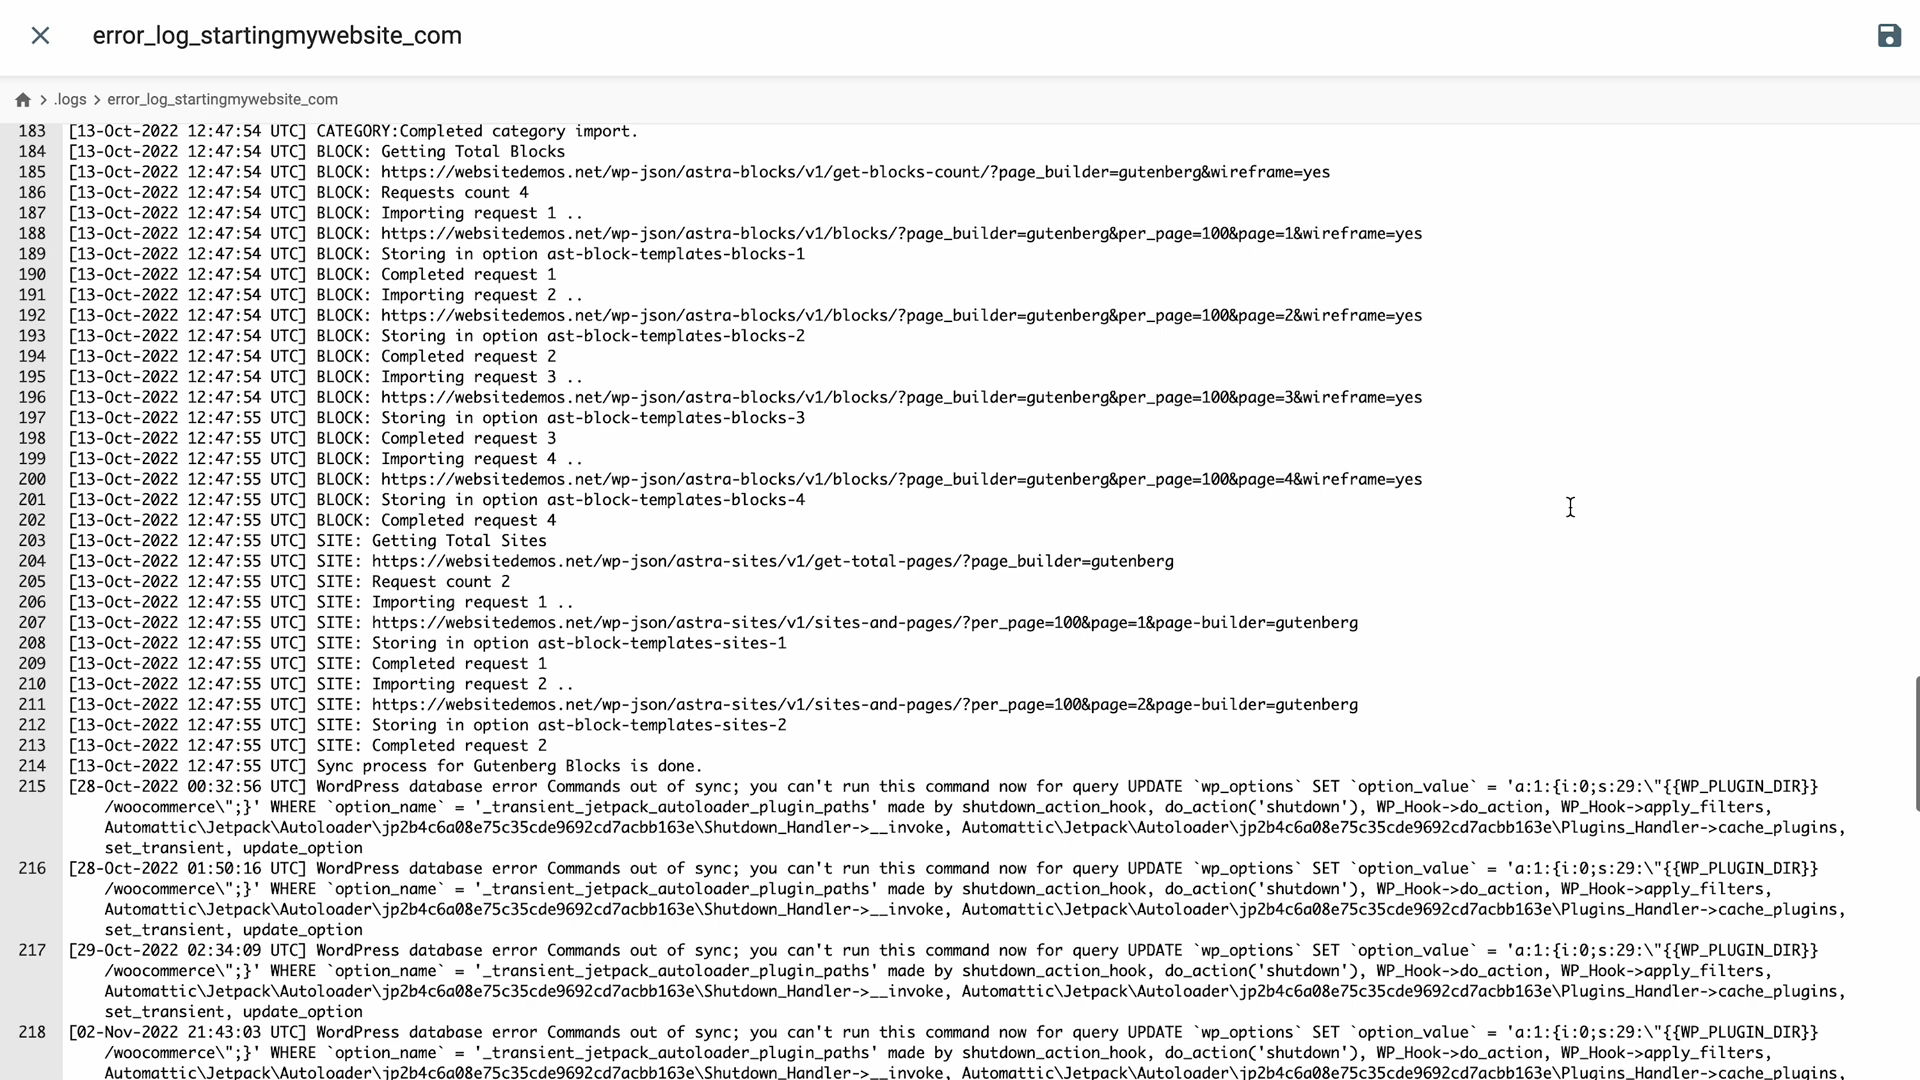 error_log_startingmywebsite_com
.logs > error_log_startingmywebsite_com
183 [13-Oct-2022 12:47:54 UTC] CATEGORY:Completed category import.
184 [13-Oct-2022 12:47:54 UTC] BLOCK: Getting Total Blocks
185 [13-Oct-2022 12:47:54 UTC] BLOCK: https://websitedemos.net/wp-json/astra-blocks/v1/get-blocks-count/?page_builder=gutenberg&wireframe=yes
186 [13-Oct-2022 12:47:54 UTC] BLOCK: Requests count 4
187 [13-Oct-2022 12:47:54 UTC] BLOCK: Importing request 1 ..
188 [13-Oct-2022 12:47:54 UTC] BLOCK: https://websitedemos.net/wp-json/astra-blocks/v1/blocks/?page_builder=gutenberg&per_page=100&page=1&wireframe=yes
189 [13-Oct-2022 12:47:54 UTC] BLOCK: Storing in option ast-block-templates-blocks-1
190 [13-Oct-2022 12:47:54 UTC] BLOCK: Completed request 1
191 [13-Oct-2022 12:47:54 UTC] BLOCK: Importing request 2 ..
192 [13-Oct-2022 12:47:54 UTC] BLOCK: https://websitedemos.net/wp-json/astra-blocks/v1/blocks/?page_builder=gutenberg&per_page=100&page=2&wireframe=yes
193 [13-Oct-2022 12:47:54 UTC] BLOCK: Storing in option ast-block-templates-blocks-2
194 [13-Oct-2022 12:47:54 UTC] BLOCK: Completed request 2
195 [13-Oct-2022 12:47:54 UTC] BLOCK: Importing request 3 ..
196 [13-Oct-2022 12:47:54 UTC] BLOCK: https://websitedemos.net/wp-json/astra-blocks/v1/blocks/?page_builder=gutenberg&per_page=100&page=3&wireframe=yes
197 [13-Oct-2022 12:47:55 UTC] BLOCK: Storing in option ast-block-templates-blocks-3
198 [13-Oct-2022 12:47:55 UTC] BLOCK: Completed request 3
199 [13-Oct-2022 12:47:55 UTC] BLOCK: Importing request 4 ..
200 [13-Oct-2022 12:47:55 UTC] BLOCK: https://websitedemos.net/wp-json/astra-blocks/v1/blocks/?page_builder=gutenberg&per_page=100&page=4&wireframe=yes
201 [13-Oct-2022 12:47:55 UTC] BLOCK: Storing in option ast-block-templates-blocks-4
202 [13-Oct-2022 12:47:55 UTC] BLOCK: Completed request 4
203 [13-Oct-2022 12:47:55 UTC] SITE: Getting Total Sites
204 [13-Oct-2022 12:47:55 UTC] SITE: https://websitedemos.net/wp-json/astra-sites/v1/get-total-pages/?page_builder=gutenberg
205 [13-Oct-2022 12:47:55 UTC] SITE: Request count 2
206 [13-Oct-2022 12:47:55 UTC] SITE: Importing request 1 ..
207 [13-Oct-2022 12:47:55 UTC] SITE: https://websitedemos.net/wp-json/astra-sites/v1/sites-and-pages/?per_page=100&page=1&page-builder=gutenberg
208 [13-Oct-2022 12:47:55 UTC] SITE: Storing in option ast-block-templates-sites-1
209 [13-Oct-2022 12:47:55 UTC] SITE: Completed request 1
210 [13-Oct-2022 12:47:55 UTC] SITE: Importing request 2 ..
211 [13-Oct-2022 12:47:55 UTC] SITE: https://websitedemos.net/wp-json/astra-sites/v1/sites-and-pages/?per_page=100&page=2&page-builder=gutenberg
212 [13-Oct-2022 12:47:55 UTC] SITE: Storing in option ast-block-templates-sites-2
213 [13-Oct-2022 12:47:55 UTC] SITE: Completed request 2
214 [13-Oct-2022 12:47:55 UTC] Sync process for Gutenberg Blocks is done.
215 [28-Oct-2022 00:32:56 UTC] WordPress database error Commands out of sync; you can't run this command now for query UPDATE `wp_options` SET `option_value` = 'a:1:{i:0;s:29:\"{{WP_PLUGIN_DIR}}
/woocommerce\";}' WHERE `option_name` = '_transient_jetpack_autoloader_plugin_paths' made by shutdown_action_hook, do_action('shutdown'), WP_Hook->do_action, WP_Hook->apply_filters,
Automattic\Jetpack\Autoloader\jp2b4c6a08e75c35cde9692cd7acbb163e\Shutdown_Handler->__invoke, Automattic\Jetpack\Autoloader\jp2b4c6a08e75c35cde9692cd7acbb163e\Plugins_Handler->cache_plugins,
set_transient, update_option
216 [28-Oct-2022 01:50:16 UTC] WordPress database error Commands out of sync; you can't run this command now for query UPDATE `wp_options` SET `option_value` = 'a:1:{i:0;s:29:\"{{WP_PLUGIN_DIR}}
/woocommerce\";}' WHERE `option_name` = '_transient_jetpack_autoloader_plugin_paths' made by shutdown_action_hook, do_action('shutdown'), WP_Hook->do_action, WP_Hook->apply_filters,
Automattic\Jetpack\Autoloader\jp2b4c6a08e75c35cde9692cd7acbb163e\Shutdown_Handler->__invoke, Automattic\Jetpack\Autoloader\jp2b4c6a08e75c35cde9692cd7acbb163e\Plugins_Handler->cache_plugins,
set_transient, update_option
217 [29-Oct-2022 02:34:09 UTC] WordPress database error Commands out of sync; you can't run this command now for query UPDATE `wp_options` SET `option_value` = 'a:1:{i:0;s:29:\"{{WP_PLUGIN_DIR}}
/woocommerce\";}' WHERE `option_name` = '_transient_jetpack_autoloader_plugin_paths' made by shutdown_action_hook, do_action('shutdown'), WP_Hook->do_action, WP_Hook->apply_filters,
Automattic\Jetpack\Autoloader\jp2b4c6a08e75c35cde9692cd7acbb163e\Shutdown_Handler->__invoke, Automattic\Jetpack\Autoloader\jp2b4c6a08e75c35cde9692cd7acbb163e\Plugins_Handler->cache_plugins,
set_transient, update_option
218 [02-Nov-2022 21:43:03 UTC] WordPress database error Commands out of sync; you can't run this command now for query UPDATE `wp_options` SET `option_value` = 'a:1:{i:0;s:29:\"{{WP_PLUGIN_DIR}}
/woocommerce\";}' WHERE `option_name` = '_transient_jetpack_autoloader_plugin_paths' made by shutdown_action_hook, do_action('shutdown'), WP_Hook->do_action, WP_Hook->apply_filters,
Automattic\Jetpack\Autoloader\jp2b4c6a08e75c35cde9692cd7acbb163e\Shutdown_Handler->__invoke, Automattic\Jetpack\Autoloader\jp2b4c6a08e75c35cde9692cd7acbb163e\Plugins_Handler->cache_plugins,